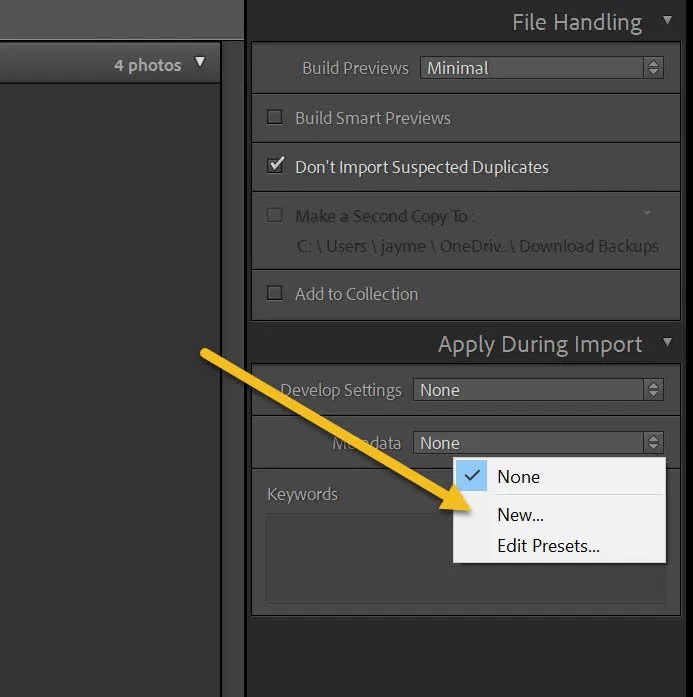 File Handling
4 photos
Build Previews Minimal
Build Smart Previews
Don't Import Suspected Duplicates
Make a Second Copy To :
C: \ Users \ jayme \ OneDriv...\ Download Backups
Add to Collection
Apply During Import
Develop Settings None
Metadata None
None
Keywords
New...
Edit Presets...